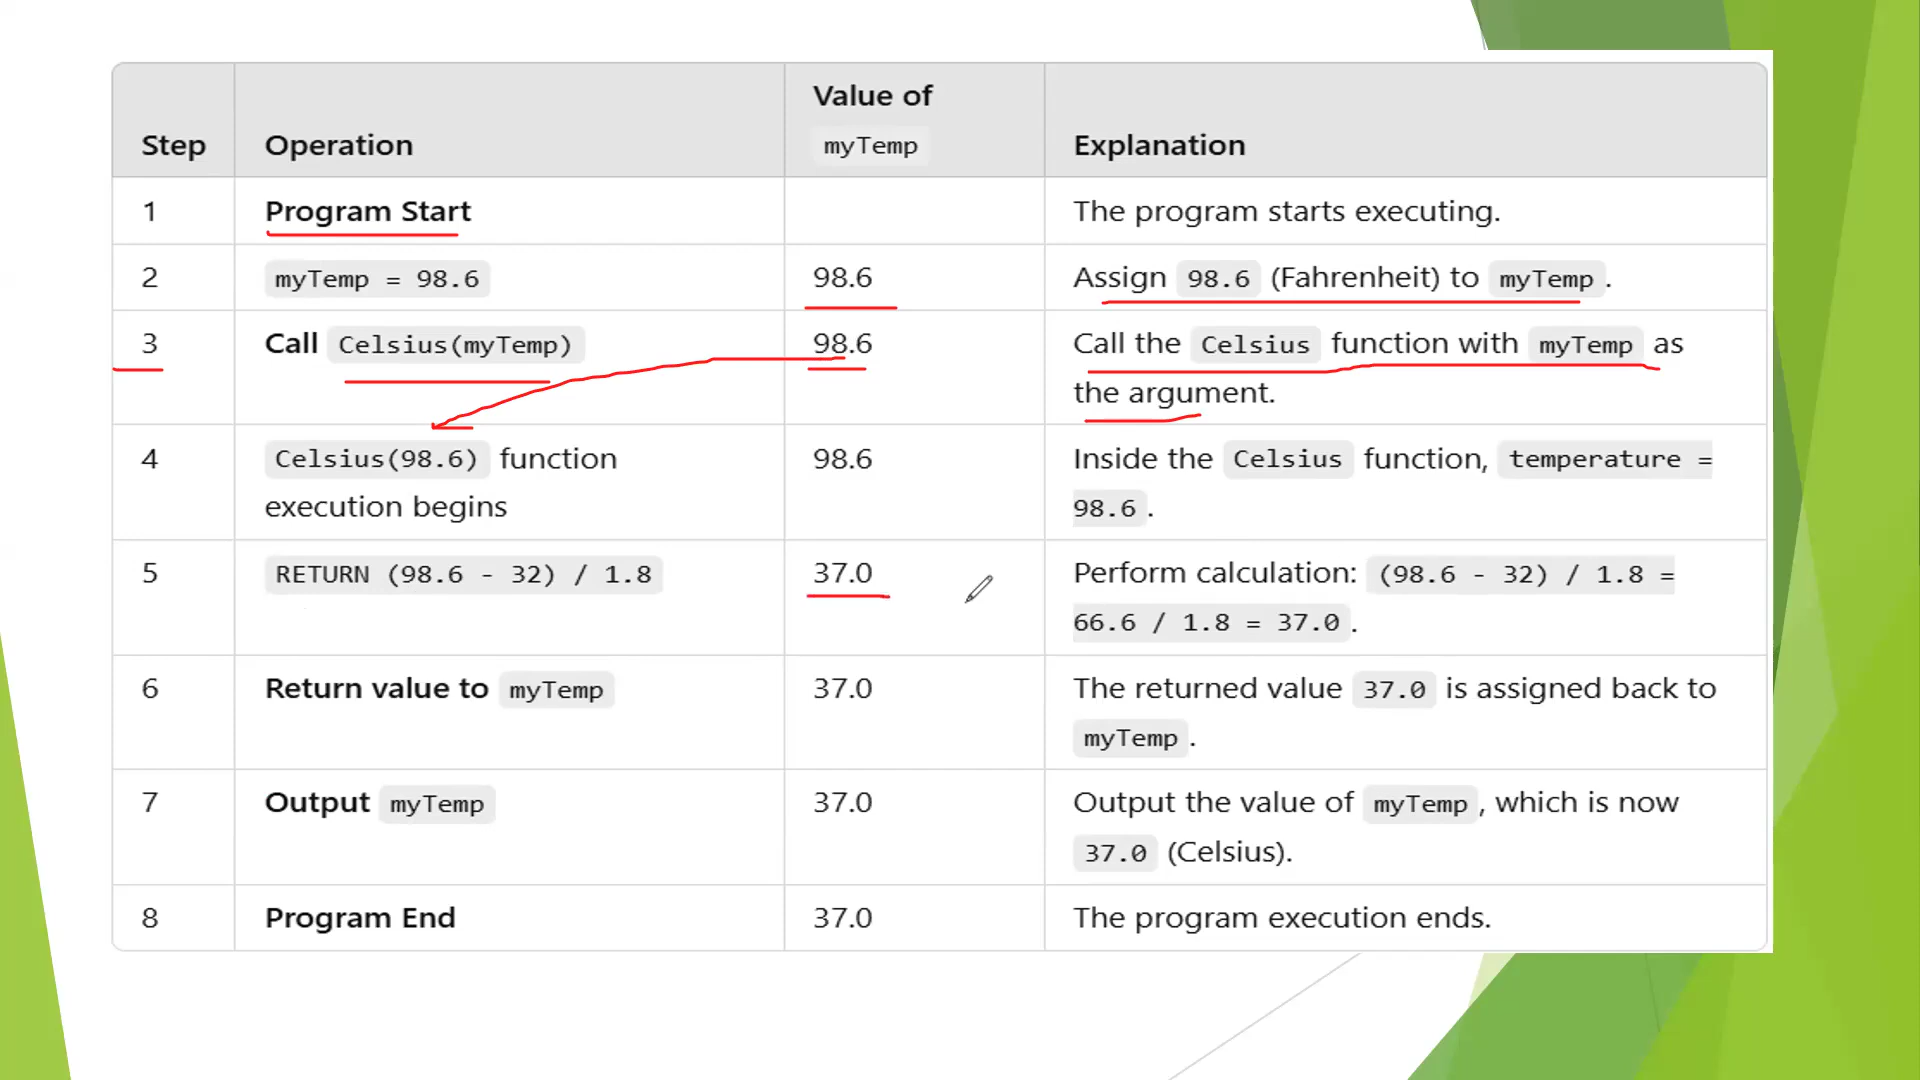 Step Operation Value of myTemp Explanation
1 Program Start The program starts executing.
2 myTemp = 98.6 98.6 Assign 98.6 (Fahrenheit) to myTemp.
3 Call Celsius(myTemp) 98.6 Call the Celsius function with myTemp as
the argument.
4 Celsius(98.6) function 98.6 Inside the Celsius function, temperature =
execution begins 98.6.
5 RETURN (98.6 - 32) / 1.8 37.0 Perform calculation: (98.6 - 32) / 1.8 =
66.6 / 1.8 = 37.0.
6 Return value to myTemp 37.0 The returned value 37.0 is assigned back to
myTemp.
7 Output myTemp 37.0 Output the value of myTemp, which is now
37.0 (Celsius).
8 Program End 37.0 The program execution ends.